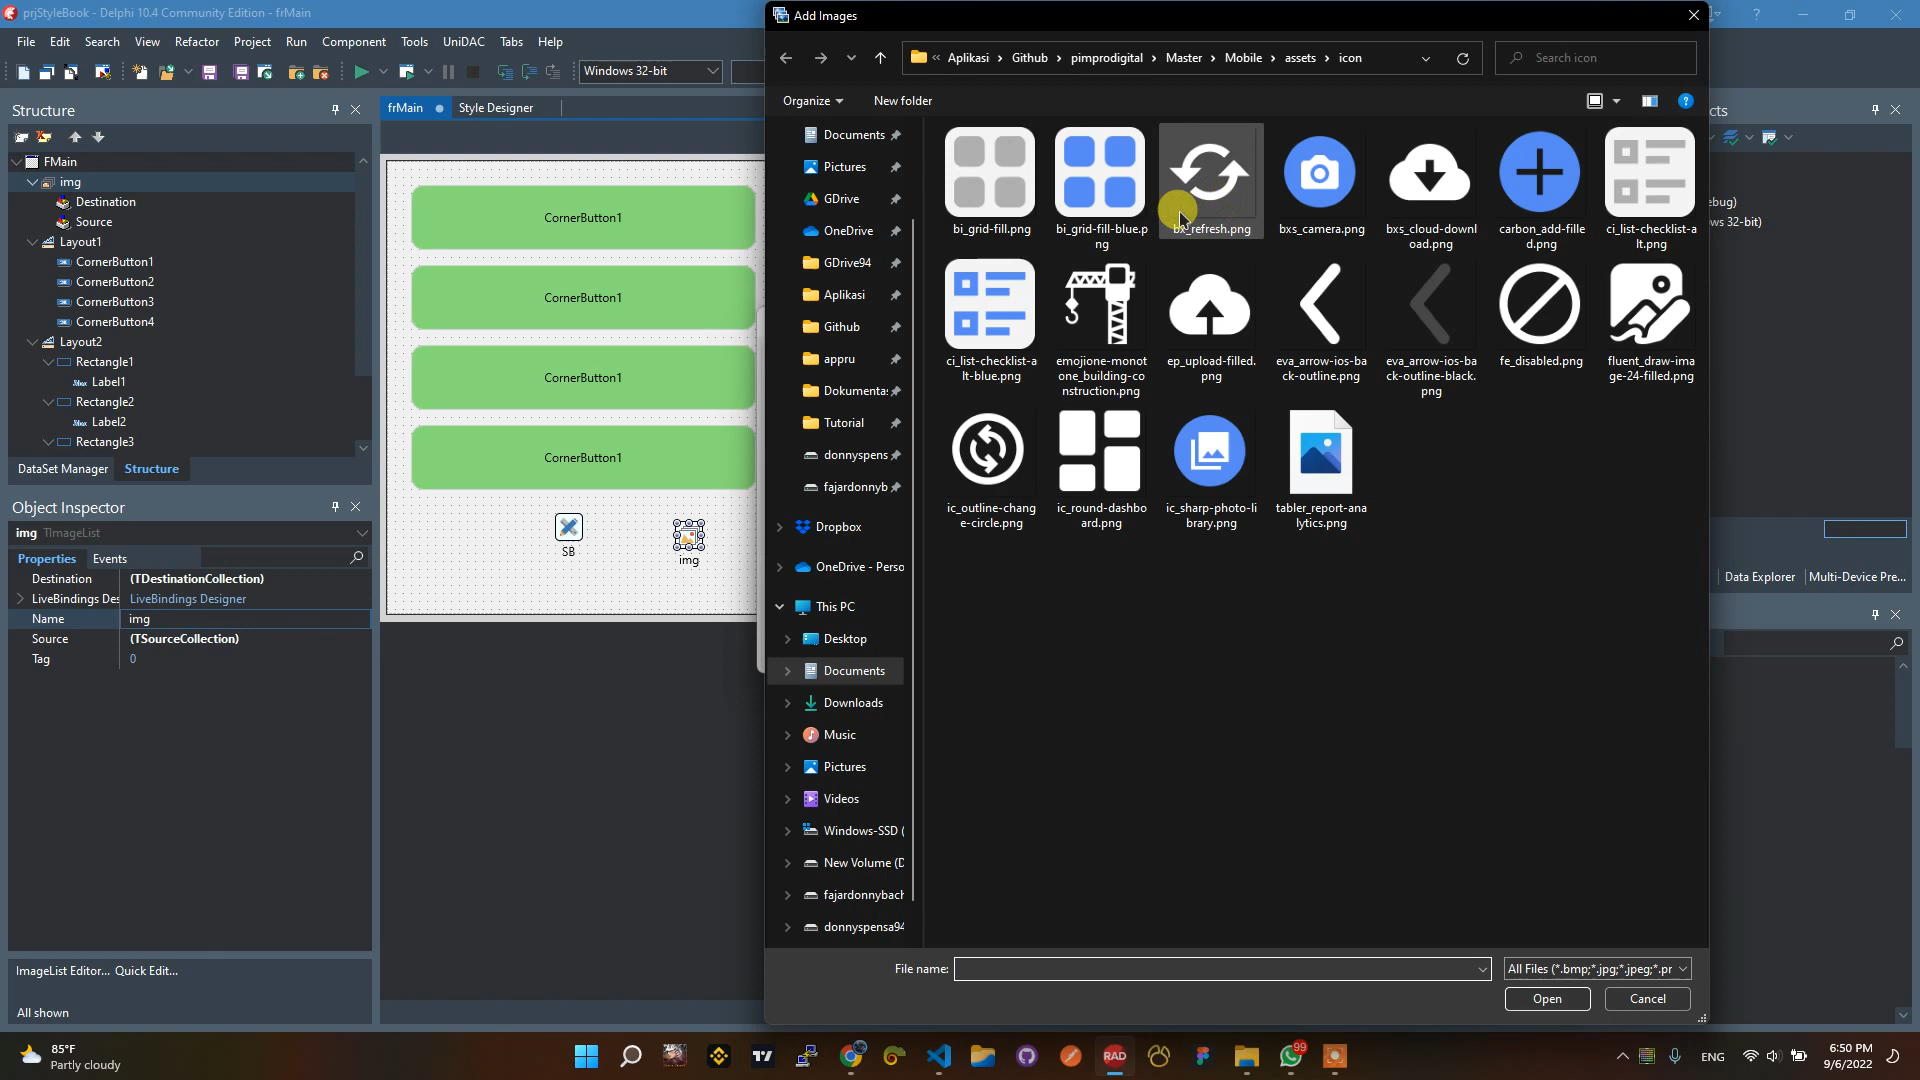 prjStyleBook - Delphi 10.4 Community Edition - frMain
File Edit Search View Refactor Project Run Component Tools UniDAC Tabs Help
Windows 32-bit
Structure
FMain
img
Destination
Source
Layout1
CornerButton1
CornerButton2
CornerButton3
CornerButton4
Layout2
Rectangle1
Label1
Rectangle2
Label2
Rectangle3
DataSet Manager Structure
Object Inspector
img TImageList
Properties Events
Destination (TDestinationCollection)
LiveBindings Des LiveBindings Designer
Name img
Source (TSourceCollection)
Tag 0
ImageList Editor... Quick Edit...
All shown
frMain Style Designer
CornerButton1
CornerButton1
CornerButton1
CornerButton1
SB
img
Add Images
« Aplikasi › Github › pimprodigital › Master › Mobile › assets › icon
Search icon
Organize New folder
Documents
Pictures
GDrive
OneDrive
GDrive94
Aplikasi
Github
appru
Dokumentas
Tutorial
donnyspens
fajardonnyb
Dropbox
OneDrive - Perso
This PC
Desktop
Documents
Downloads
Music
Pictures
Videos
Windows-SSD (
New Volume (D
fajardonnybach
donnyspensa94
bi_grid-fill.png
bi_grid-fill-blue.p
ng
bx_refresh.png
bxs_camera.png
bxs_cloud-downl
oad.png
carbon_add-fille
d.png
ci_list-checklist-a
lt.png
ci_list-checklist-a
lt-blue.png
emojione-monot
one_building-co
nstruction.png
ep_upload-filled.
png
eva_arrow-ios-ba
ck-outline.png
eva_arrow-ios-ba
ck-outline-black.
png
fe_disabled.png
fluent_draw-ima
ge-24-filled.png
ic_outline-chang
e-circle.png
ic_round-dashbo
ard.png
ic_sharp-photo-li
brary.png
tabler_report-ana
lytics.png
File name:
All Files (*.bmp;*.jpg;*.jpeg;*.pr
Open Cancel
cts
ebug)
ws 32-bit)
Data Explorer Multi-Device Pre...
85°F
Partly cloudy
RAD
99
ENG
6:50 PM
9/6/2022